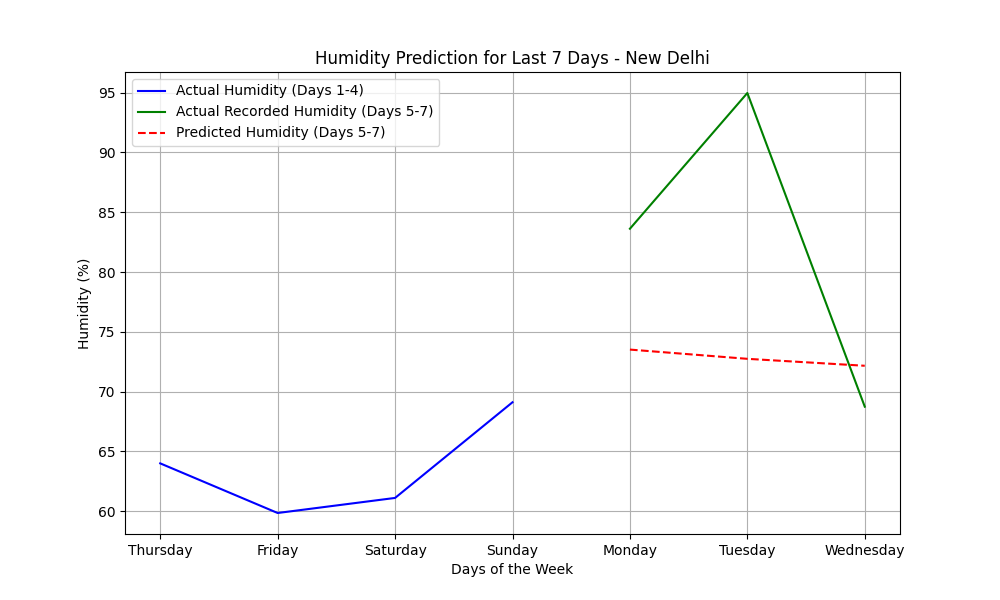 Humidity Prediction for Last 7 Days - New Delhi
Actual Humidity (Days 1-4)
Actual Recorded Humidity (Days 5-7)
Predicted Humidity (Days 5-7)
Humidity (%)
95
90
85
80
75
70
65
60
Thursday Friday Saturday Sunday Monday Tuesday Wednesday
Days of the Week